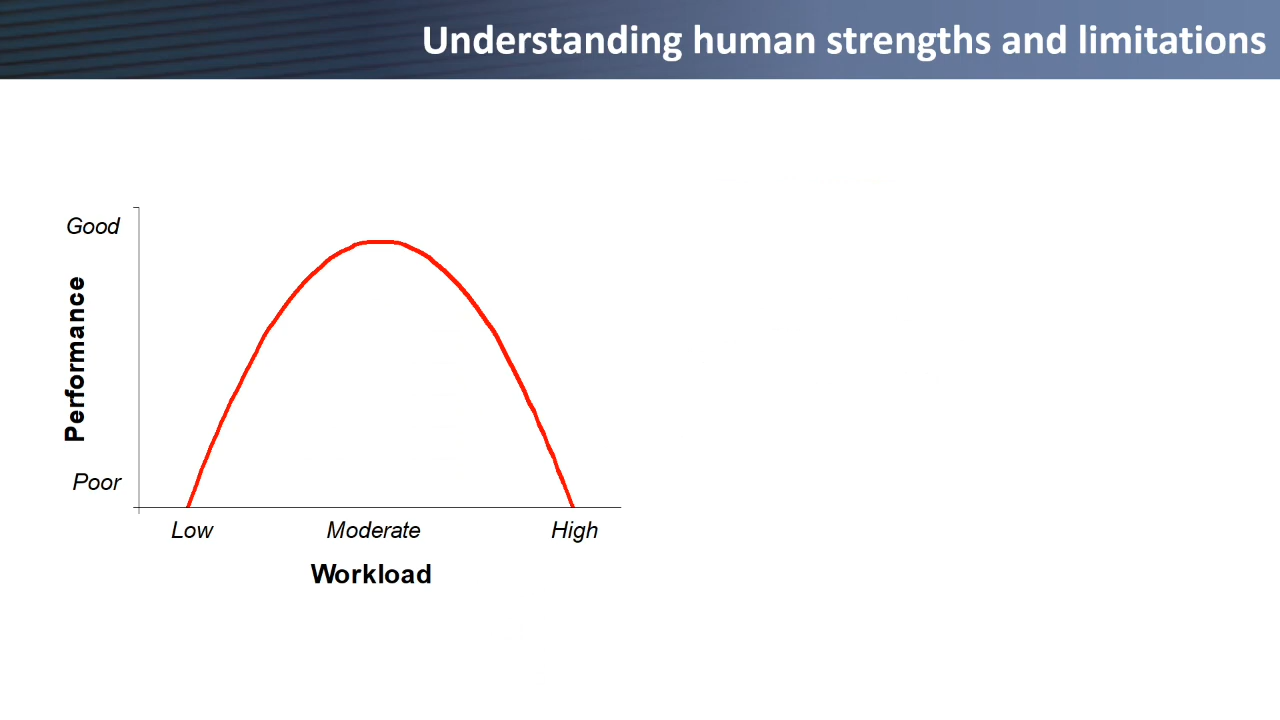 Understanding human strengths and limitations
Good
Performance
Poor
Low Moderate High
Workload